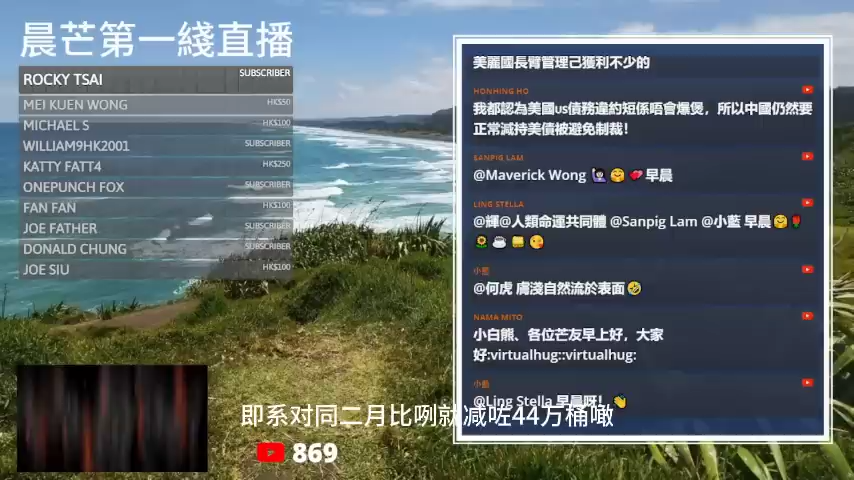 晨芒第一綫直播
ROCKY TSAI SUBSCRIBER
MEI KUEN WONG HK$50
MICHAEL S HK$100
WILLIAM9HK2001 SUBSCRIBER
KATTY FATT4 HK$250
ONEPUNCH FOX SUBSCRIBER
FAN FAN HK$100
JOE FATHER SUBSCRIBER
DONALD CHUNG SUBSCRIBER
JOE SIU HK$100
美麗國長臂管理己獲利不少的
HONHING HO
我都認為美國us債務違約短係唔會爆煲，所以中國仍然要
正常減持美債被避免制裁！
SANPIG LAM
@Maverick Wong 🙋🏻‍♀️🤗💕早晨
LING STELLA
@輝@人類命運共同體 @Sanpig Lam @小藍 早晨🤗🌹
🌻☕🍞😘
小藍
@何虎 膚淺自然流於表面🤣
NAMA MITO
小白熊、各位芒友早上好，大家
好:virtualhug::virtualhug:
小藍
@Ling Stella 早晨呀！👏
即系对同二月比咧就减咗44万桶噉
869